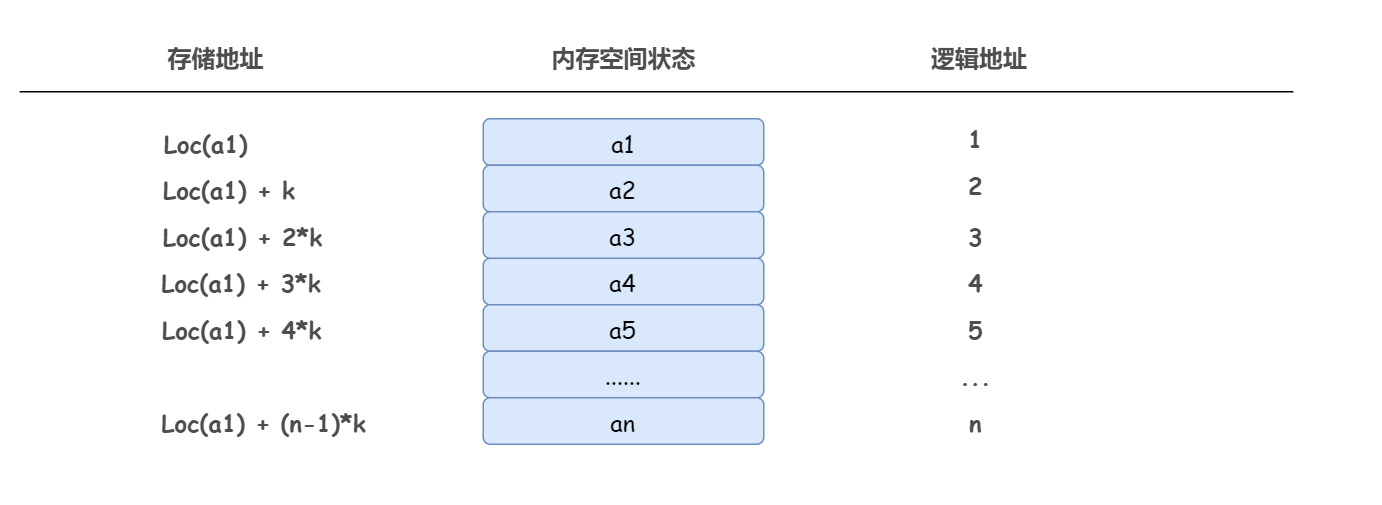 存储地址 内存空间状态 逻辑地址
Loc(a1) a1 1
Loc(a1) + k a2 2
Loc(a1) + 2*k a3 3
Loc(a1) + 3*k a4 4
Loc(a1) + 4*k a5 5
...... ...
Loc(a1) + (n-1)*k an n